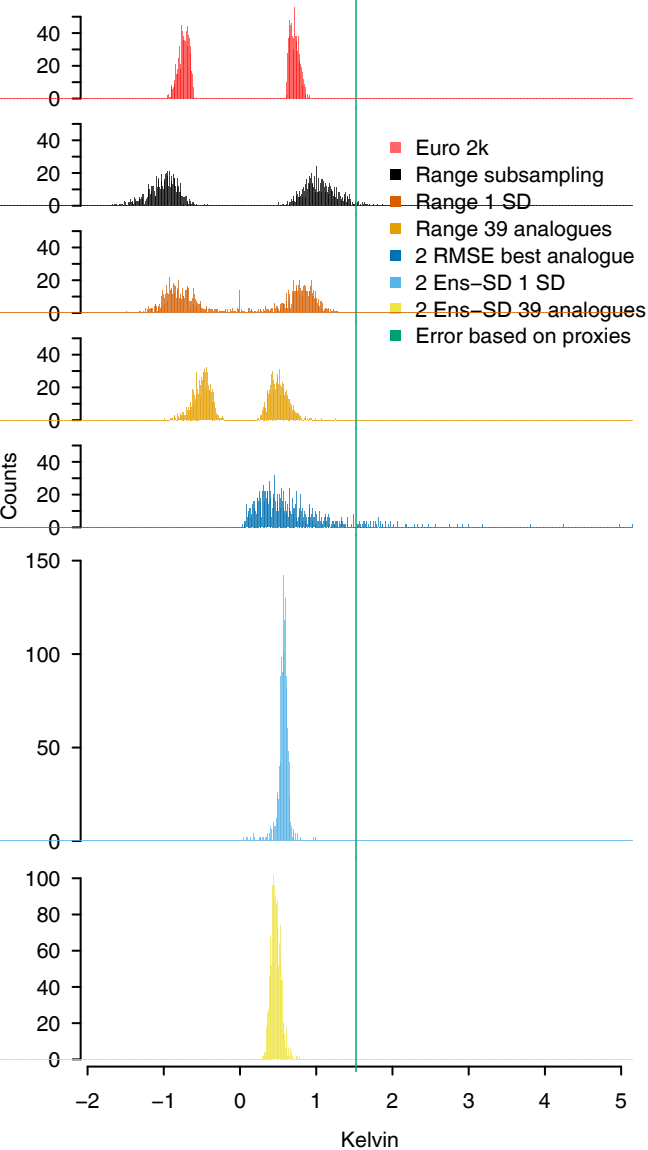 40
20
0
40
20
0
Euro 2k
Range subsampling
Range 1 SD
Range 39 analogues
2 RMSE best analogue
2 Ens−SD 1 SD
2 Ens−SD 39 analogues
Error based on proxies
40
20
0
40
20
0
Counts
40
20
0
150
100
50
0
100
80
60
40
20
0
−2 −1 0 1 2 3 4 5
Kelvin